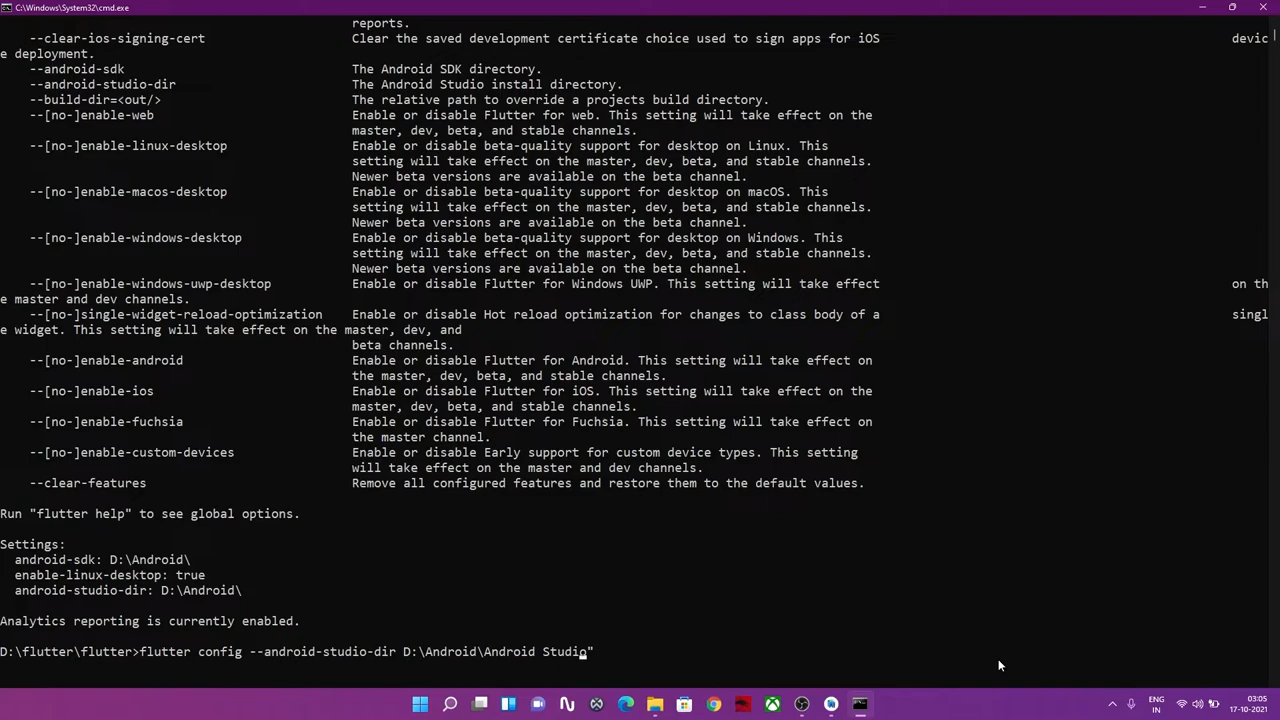 C:\Windows\System32\cmd.exe
reports.
--clear-ios-signing-cert Clear the saved development certificate choice used to sign apps for iOS devic
e deployment.
--android-sdk The Android SDK directory.
--android-studio-dir The Android Studio install directory.
--build-dir=<out/> The relative path to override a projects build directory.
--[no-]enable-web Enable or disable Flutter for web. This setting will take effect on the
master, dev, beta, and stable channels.
--[no-]enable-linux-desktop Enable or disable beta-quality support for desktop on Linux. This
setting will take effect on the master, dev, beta, and stable channels.
Newer beta versions are available on the beta channel.
--[no-]enable-macos-desktop Enable or disable beta-quality support for desktop on macOS. This
setting will take effect on the master, dev, beta, and stable channels.
Newer beta versions are available on the beta channel.
--[no-]enable-windows-desktop Enable or disable beta-quality support for desktop on Windows. This
setting will take effect on the master, dev, beta, and stable channels.
Newer beta versions are available on the beta channel.
--[no-]enable-windows-uwp-desktop Enable or disable Flutter for Windows UWP. This setting will take effect on th
e master and dev channels.
--[no-]single-widget-reload-optimization Enable or disable Hot reload optimization for changes to class body of a singl
e widget. This setting will take effect on the master, dev, and
beta channels.
--[no-]enable-android Enable or disable Flutter for Android. This setting will take effect on
the master, dev, beta, and stable channels.
--[no-]enable-ios Enable or disable Flutter for iOS. This setting will take effect on the
master, dev, beta, and stable channels.
--[no-]enable-fuchsia Enable or disable Flutter for Fuchsia. This setting will take effect on
the master channel.
--[no-]enable-custom-devices Enable or disable Early support for custom device types. This setting
will take effect on the master and dev channels.
--clear-features Remove all configured features and restore them to the default values.
Run "flutter help" to see global options.
Settings:
android-sdk: D:\Android\
enable-linux-desktop: true
android-studio-dir: D:\Android\
Analytics reporting is currently enabled.
D:\flutter\flutter>flutter config --android-studio-dir D:\Android\Android Studio"
ENG 03:05
IN 17-10-2021